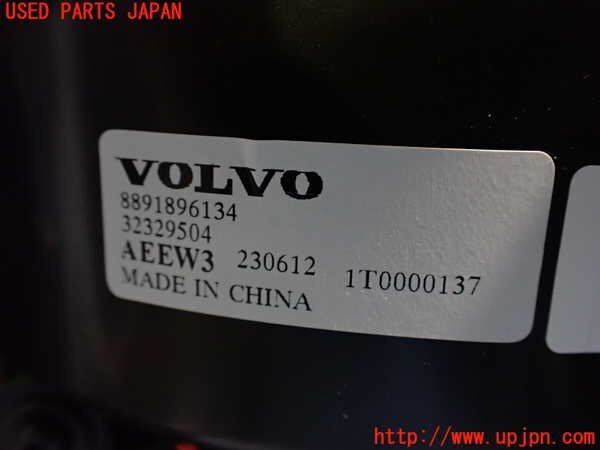 USED PARTS JAPAN
VOLVO
8891896134
32329504
AEEW3 230612 1T0000137
MADE IN CHINA
http://www.upjpn.com